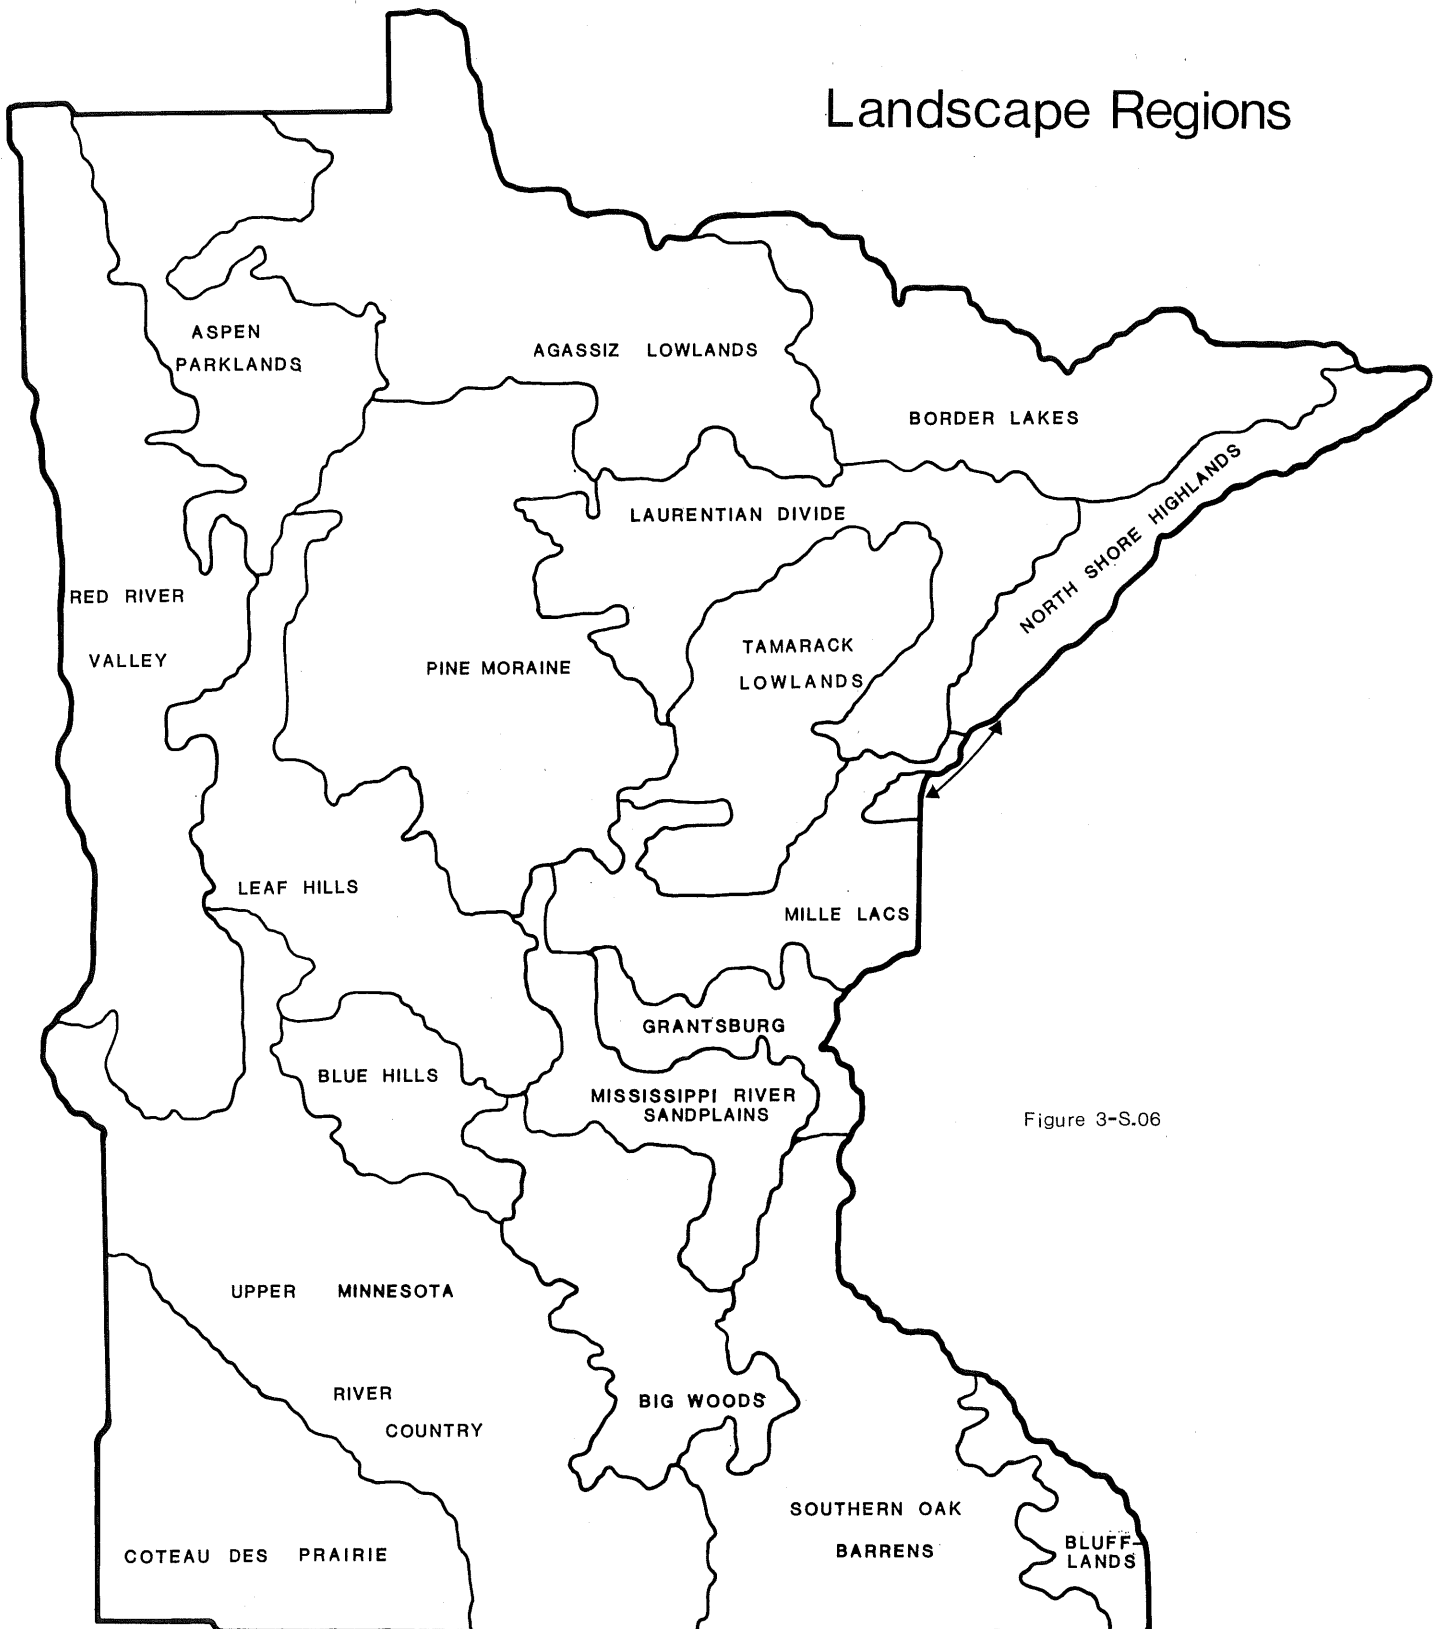 Landscape Regions
ASPEN
PARKLANDS
AGASSIZ LOWLANDS
BORDER LAKES
NORTH SHORE HIGHLANDS
LAURENTIAN DIVIDE
RED RIVER
VALLEY
PINE MORAINE
TAMARACK
LOWLANDS
LEAF HILLS
MILLE LACS
GRANTSBURG
BLUE HILLS
MISSISSIPPI RIVER
SANDPLAINS
Figure 3-S.06
UPPER MINNESOTA
RIVER
COUNTRY
BIG WOODS
SOUTHERN OAK
BARRENS
BLUFF-
LANDS
COTEAU DES PRAIRIE